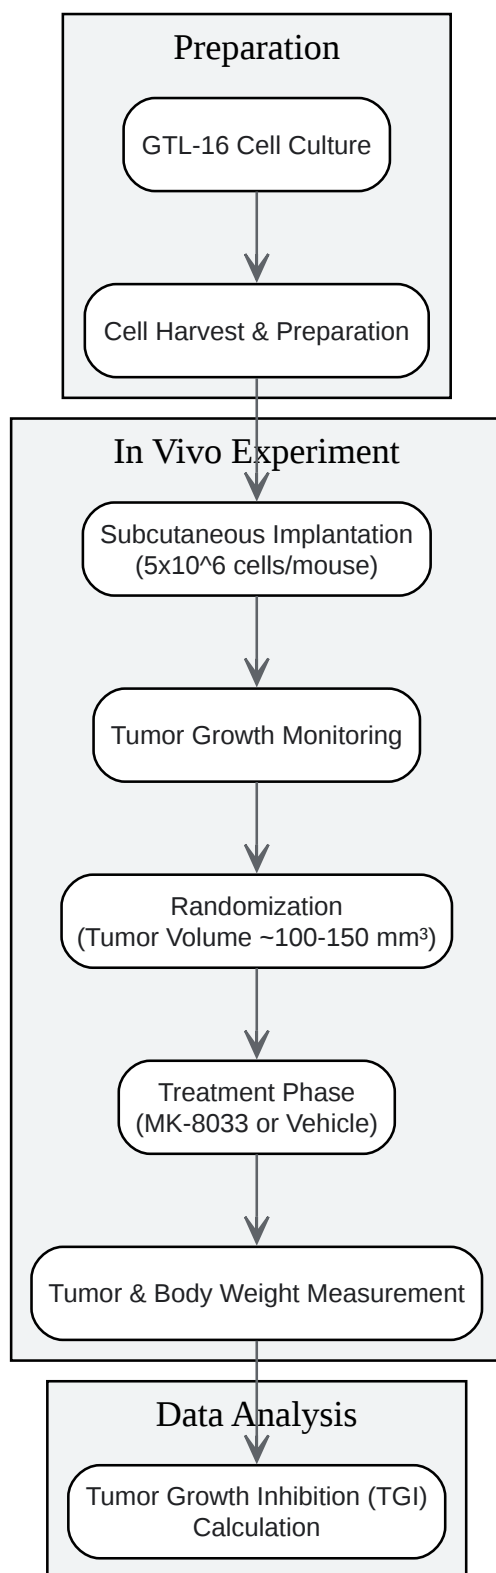 Preparation
GTL-16 Cell Culture
Cell Harvest & Preparation
In Vivo Experiment
Subcutaneous Implantation
(5x10^6 cells/mouse)
Tumor Growth Monitoring
Randomization
(Tumor Volume ~100-150 mm³)
Treatment Phase
(MK-8033 or Vehicle)
Tumor & Body Weight Measurement
Data Analysis
Tumor Growth Inhibition (TGI)
Calculation